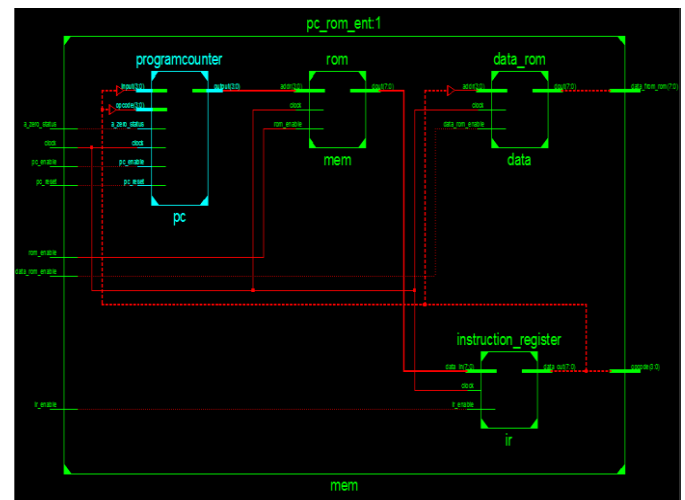 pc_rom_ent:1
programcounter
rom
data_rom
input(3:0)
output(3:0)
addr(3:0)
output(7:0)
addr(3:0)
output(7:0)
data_from_rom(7:0)
opcode(3:0)
clock
clock
a_zero_status
a_zero_status
rom_enable
data_rom_enable
clock
clock
pc_enable
pc_enable
mem
data
pc_reset
pc_reset
pc
rom_enable
data_rom_enable
instruction_register
data_in(7:0)
data_out(7:0)
opcode(3:0)
clock
ir_enable
ir_enable
ir
mem